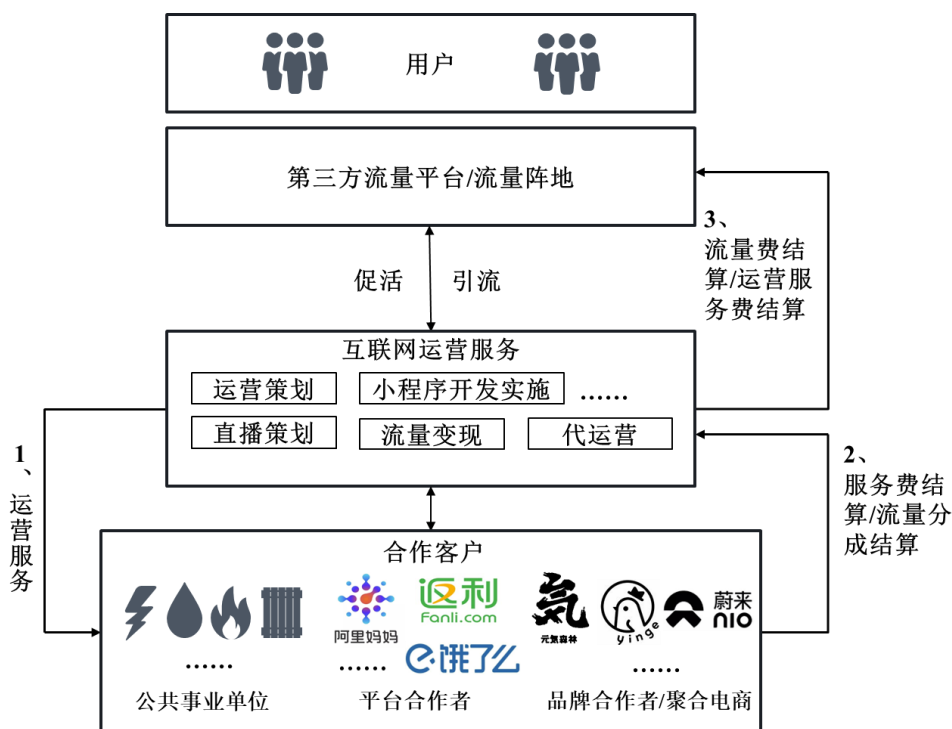 用户
第三方流量平台/流量阵地
3、
流量费结
算/运营服
务费结算
促活
引流
互联网运营服务
运营策划
小程序开发实施
……
直播策划
流量变现
代运营
1、
运营服务
2、
服务费结
算/流量分
成结算
合作客户
阿里妈妈
返利
Fanli.com
e·饿了么
気
元気森林
yinge
蔚来
NIO
……
……
……
公共事业单位
平台合作者
品牌合作者/聚合电商